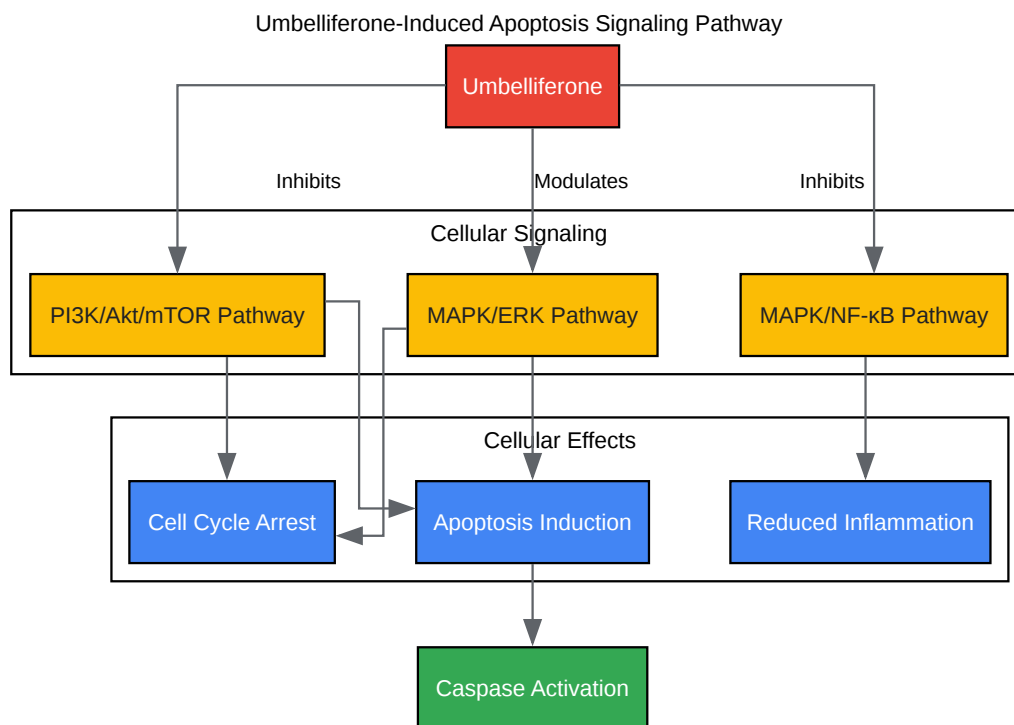 Umbelliferone-Induced Apoptosis Signaling Pathway
Umbelliferone
Inhibits
Modulates
Inhibits
Cellular Signaling
PI3K/Akt/mTOR Pathway
MAPK/ERK Pathway
MAPK/NF-κB Pathway
Cellular Effects
Cell Cycle Arrest
Apoptosis Induction
Reduced Inflammation
Caspase Activation